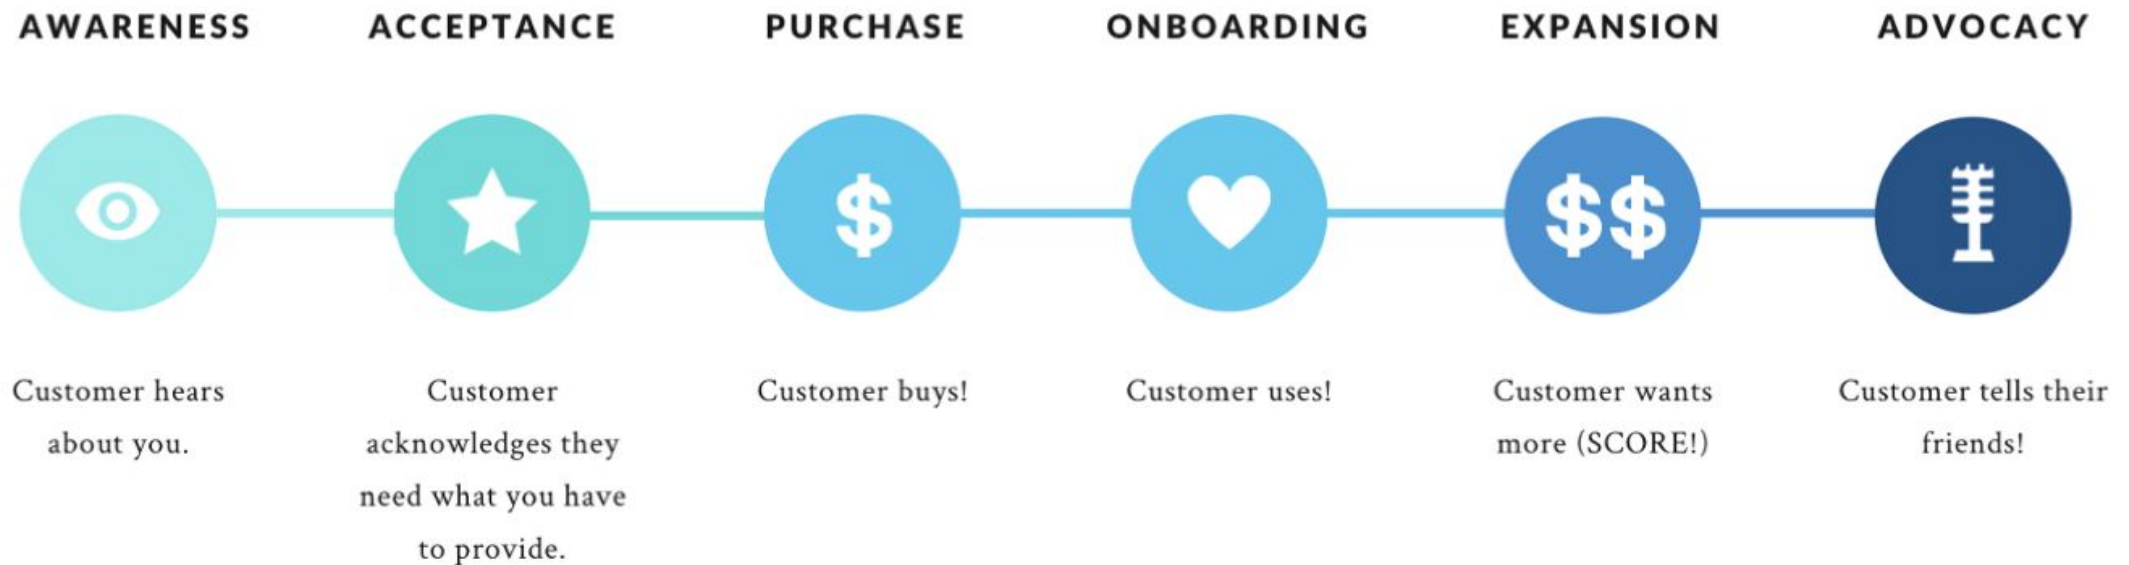 AWARENESS
ACCEPTANCE
PURCHASE
ONBOARDING
EXPANSION
ADVOCACY
$
$$
Customer hears
about you.
Customer
acknowledges they
need what you have
to provide.
Customer buys!
Customer uses!
Customer wants
more (SCORE!)
Customer tells their
friends!